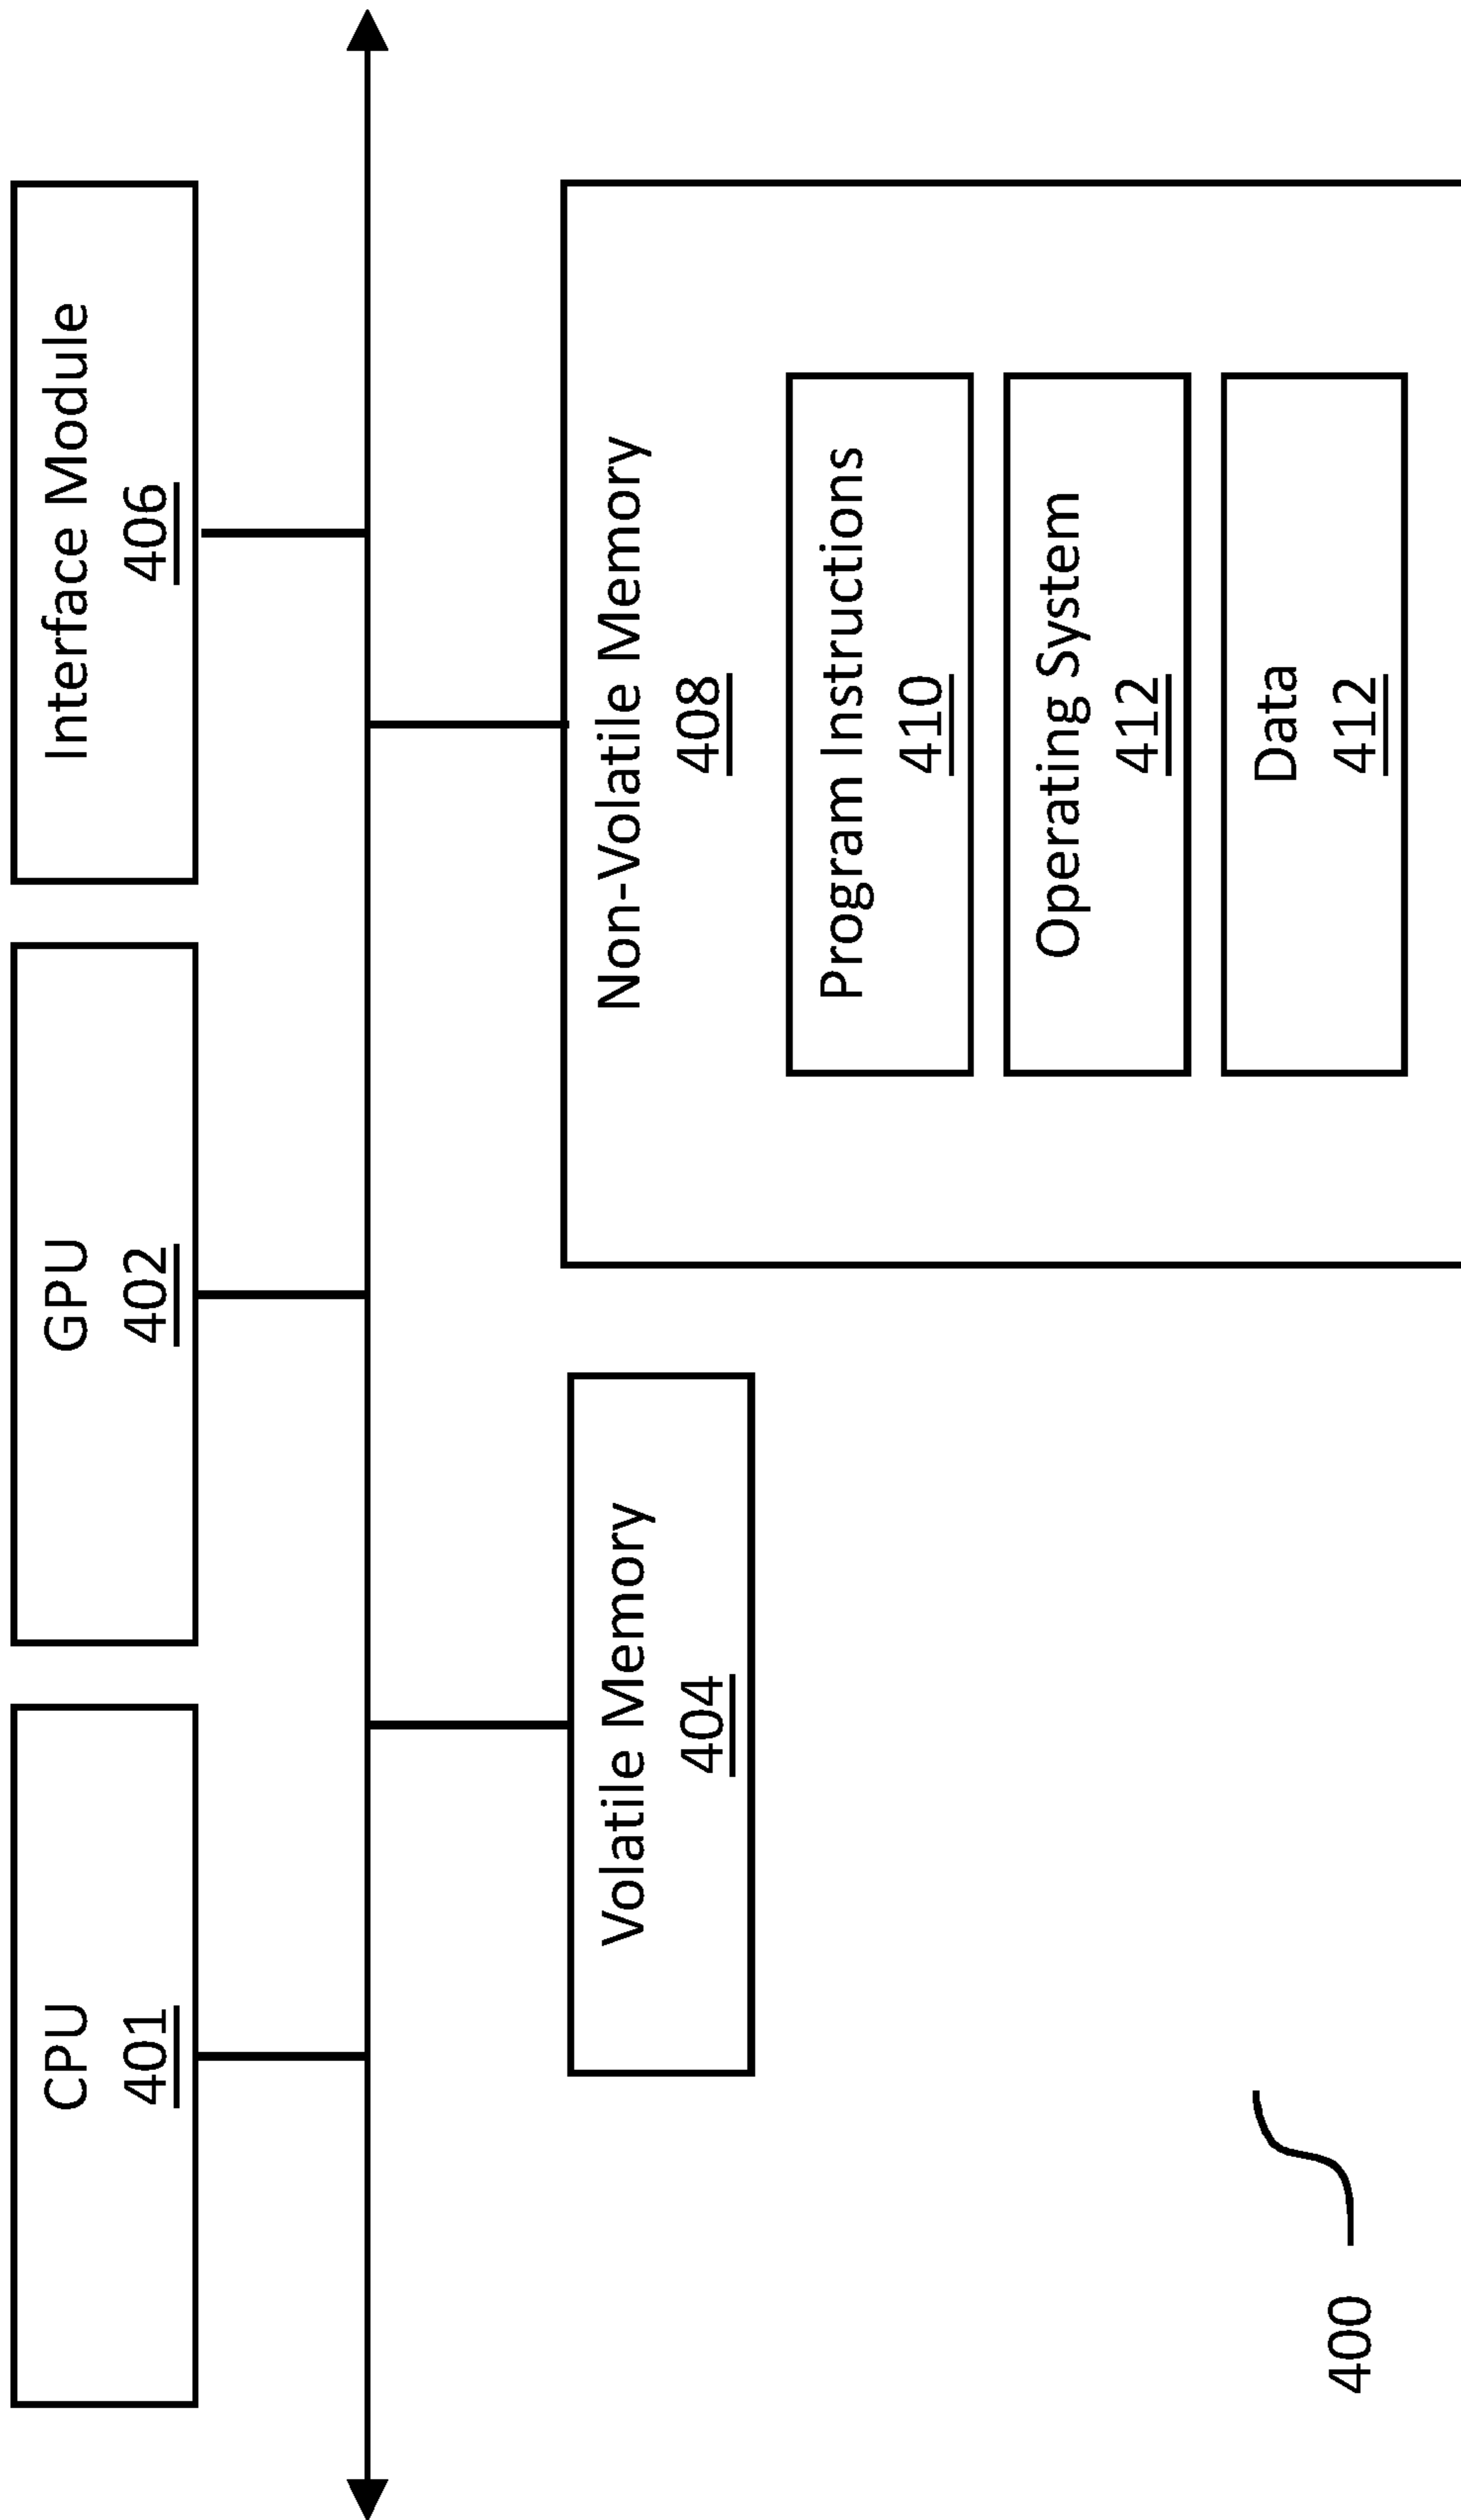 CPU
401
GPU
402
Interface Module
406
Volatile Memory
404
Non-Volatile Memory
408
Program Instructions
410
Operating System
412
Data
412
400